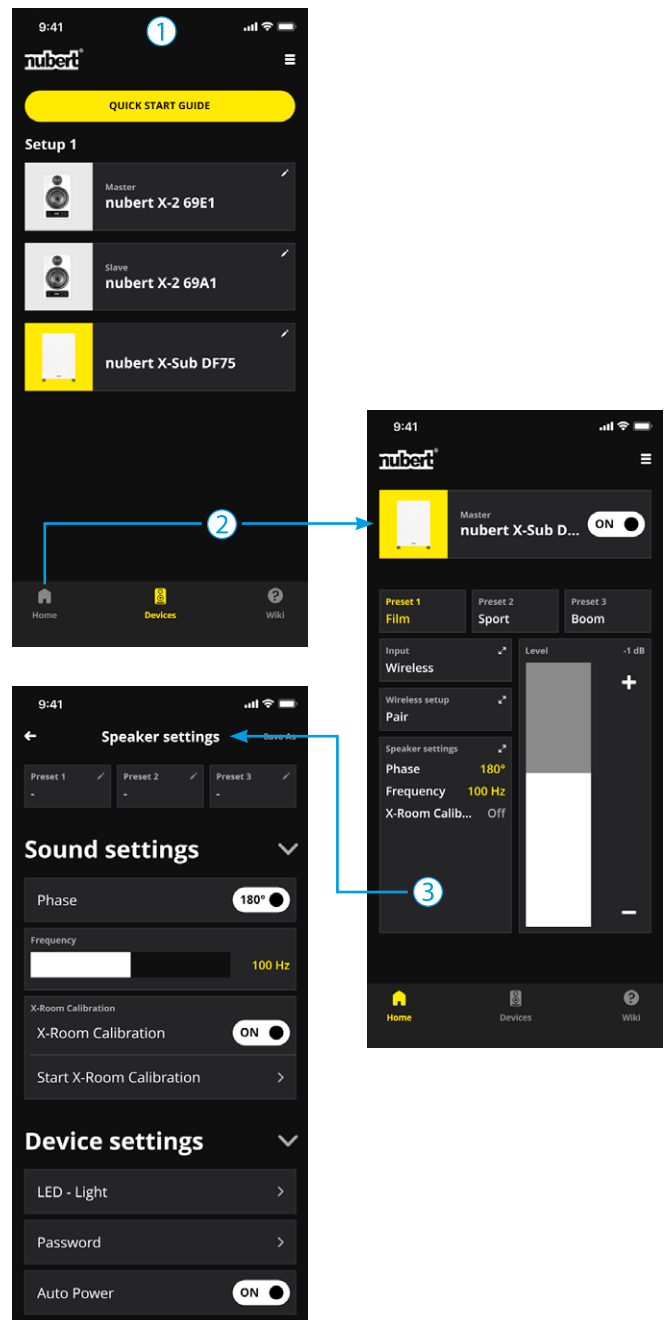 9:41
1
nubert®
QUICK START GUIDE
Setup 1
Master
nubert X-2 69E1
Slave
nubert X-2 69A1
nubert X-Sub DF75
2
Home
Devices
Wiki
9:41
nubert®
Master
nubert X-Sub D...
ON
Preset 1
Film
Preset 2
Sport
Preset 3
Boom
Input
Wireless
Wireless setup
Pair
Speaker settings
Phase 180°
Frequency 100 Hz
X-Room Calib... Off
Level -1 dB
+
−
3
Home
Devices
Wiki
9:41
Speaker settings
Save As
Preset 1
-
Preset 2
-
Preset 3
-
Sound settings
Phase 180°
Frequency
100 Hz
X-Room Calibration
X-Room Calibration ON
Start X-Room Calibration
Device settings
LED - Light
Password
Auto Power ON